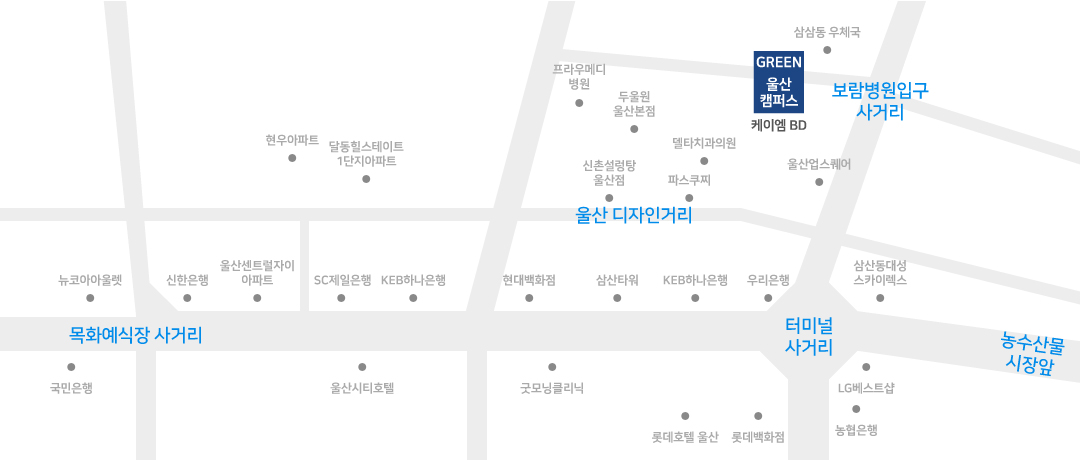 삼삼동 우체국
GREEN
울산
캠퍼스
케이엠 BD
프라우메디
병원
보람병원입구
사거리
두울원
울산본점
현우아파트
달동힐스테이트
1단지아파트
델타치과의원
신촌설렁탕
울산점
파스쿠찌
울산업스퀘어
울산 디자인거리
뉴코아아울렛
신한은행
울산센트럴자이
아파트
SC제일은행
KEB하나은행
현대백화점
삼산타워
KEB하나은행
우리은행
삼산동대성
스카이렉스
목화예식장 사거리
터미널
사거리
농수산물
시장앞
국민은행
울산시티호텔
굿모닝클리닉
LG베스트샵
롯데호텔 울산
롯데백화점
농협은행